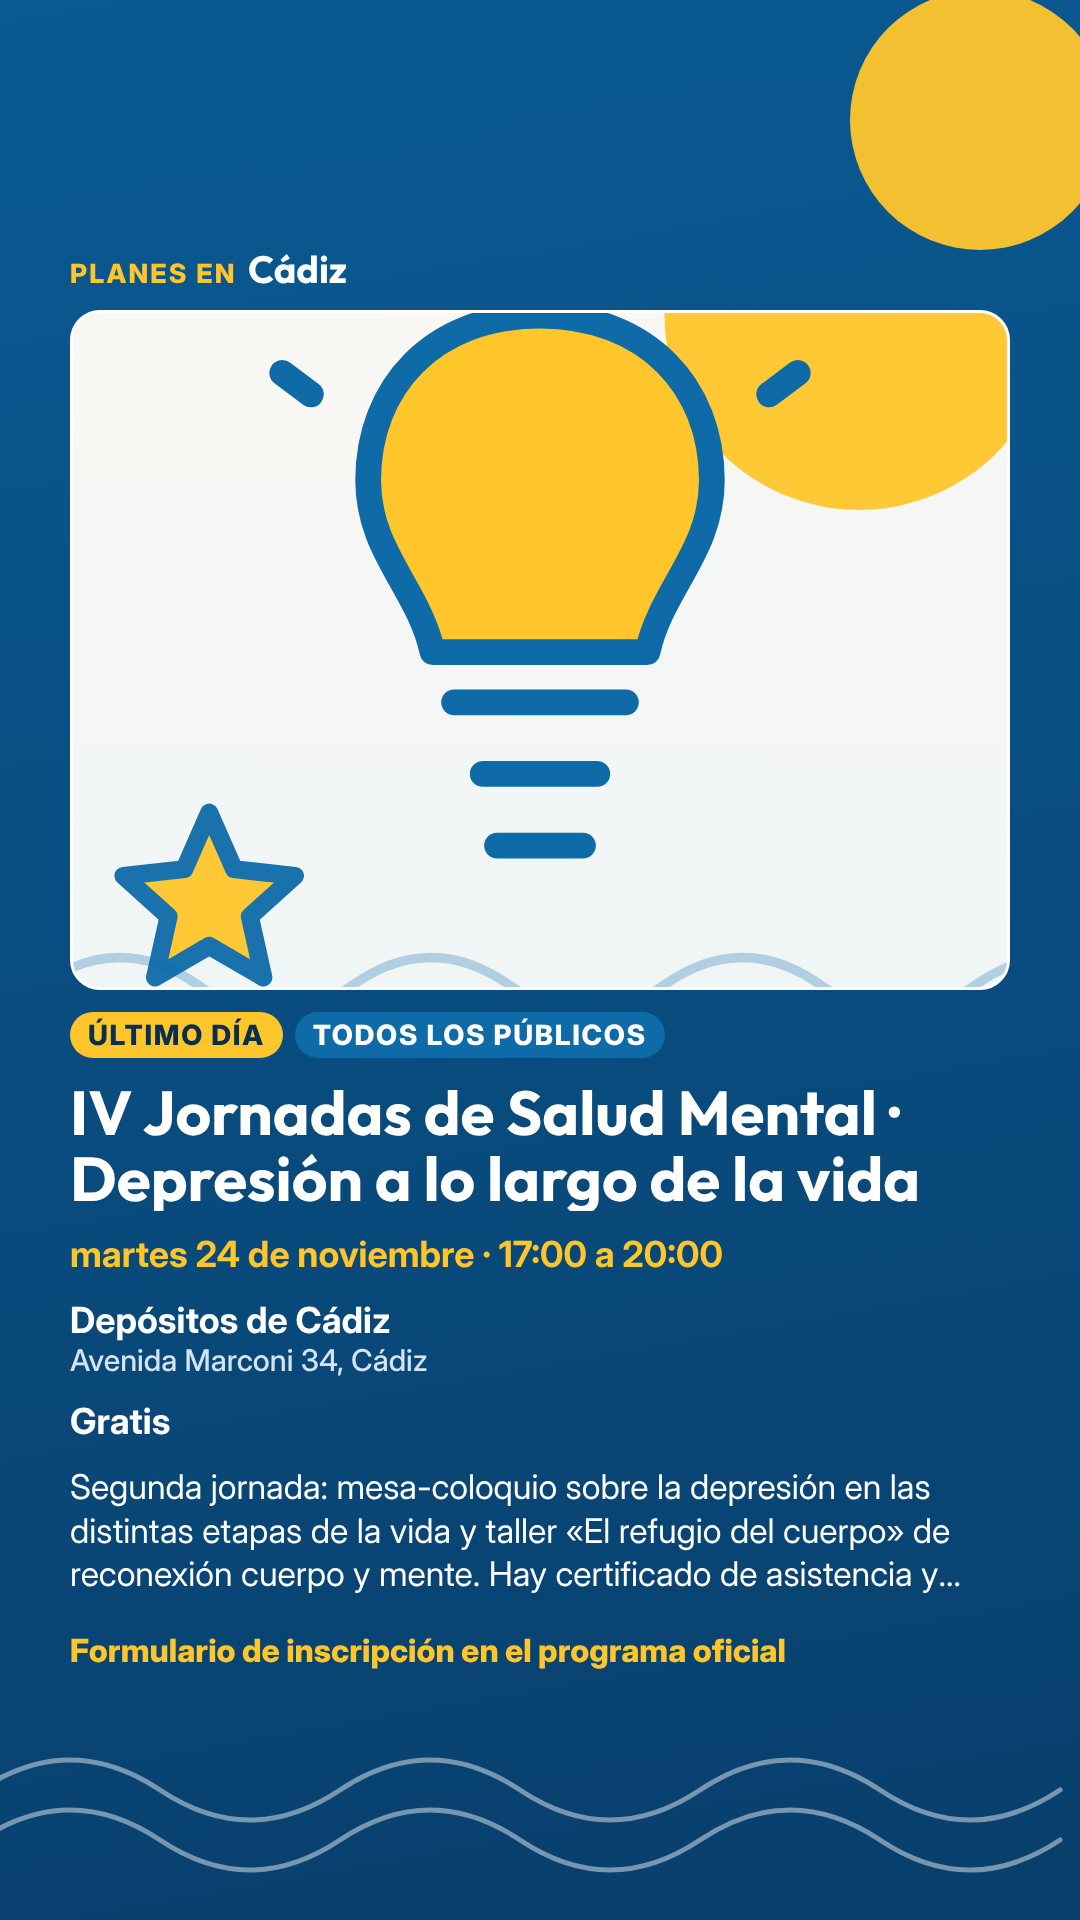 PLANES EN Cádiz
ÚLTIMO DÍA TODOS LOS PÚBLICOS
IV Jornadas de Salud Mental ·
Depresión a lo largo de la vida
martes 24 de noviembre · 17:00 a 20:00
Depósitos de Cádiz
Avenida Marconi 34, Cádiz
Gratis
Segunda jornada: mesa-coloquio sobre la depresión en las
distintas etapas de la vida y taller «El refugio del cuerpo» de
reconexión cuerpo y mente. Hay certificado de asistencia y...
Formulario de inscripción en el programa oficial